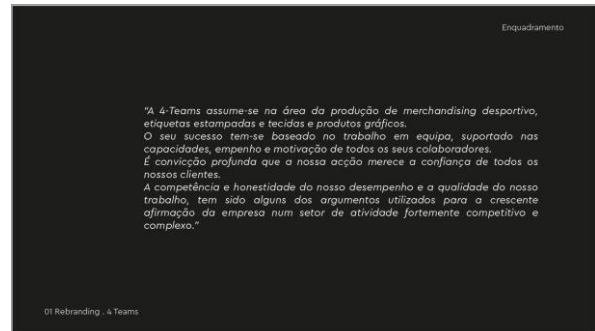 Enquadramento
"A 4-Teams assume-se na área da produção de merchandising desportivo,
etiquetas estampadas e tecidas e produtos gráficos.
O seu sucesso tem-se baseado no trabalho em equipa, suportado nas
capacidades, empenho e motivação de todos os seus colaboradores.
É convicção profunda que a nossa acção merece a confiança de todos os
nossos clientes.
A competência e honestidade do nosso desempenho e a qualidade do nosso
trabalho, tem sido alguns dos argumentos utilizados para a crescente
afirmação da empresa num setor de atividade fortemente competitivo e
complexo."
01 Rebranding . 4 Teams